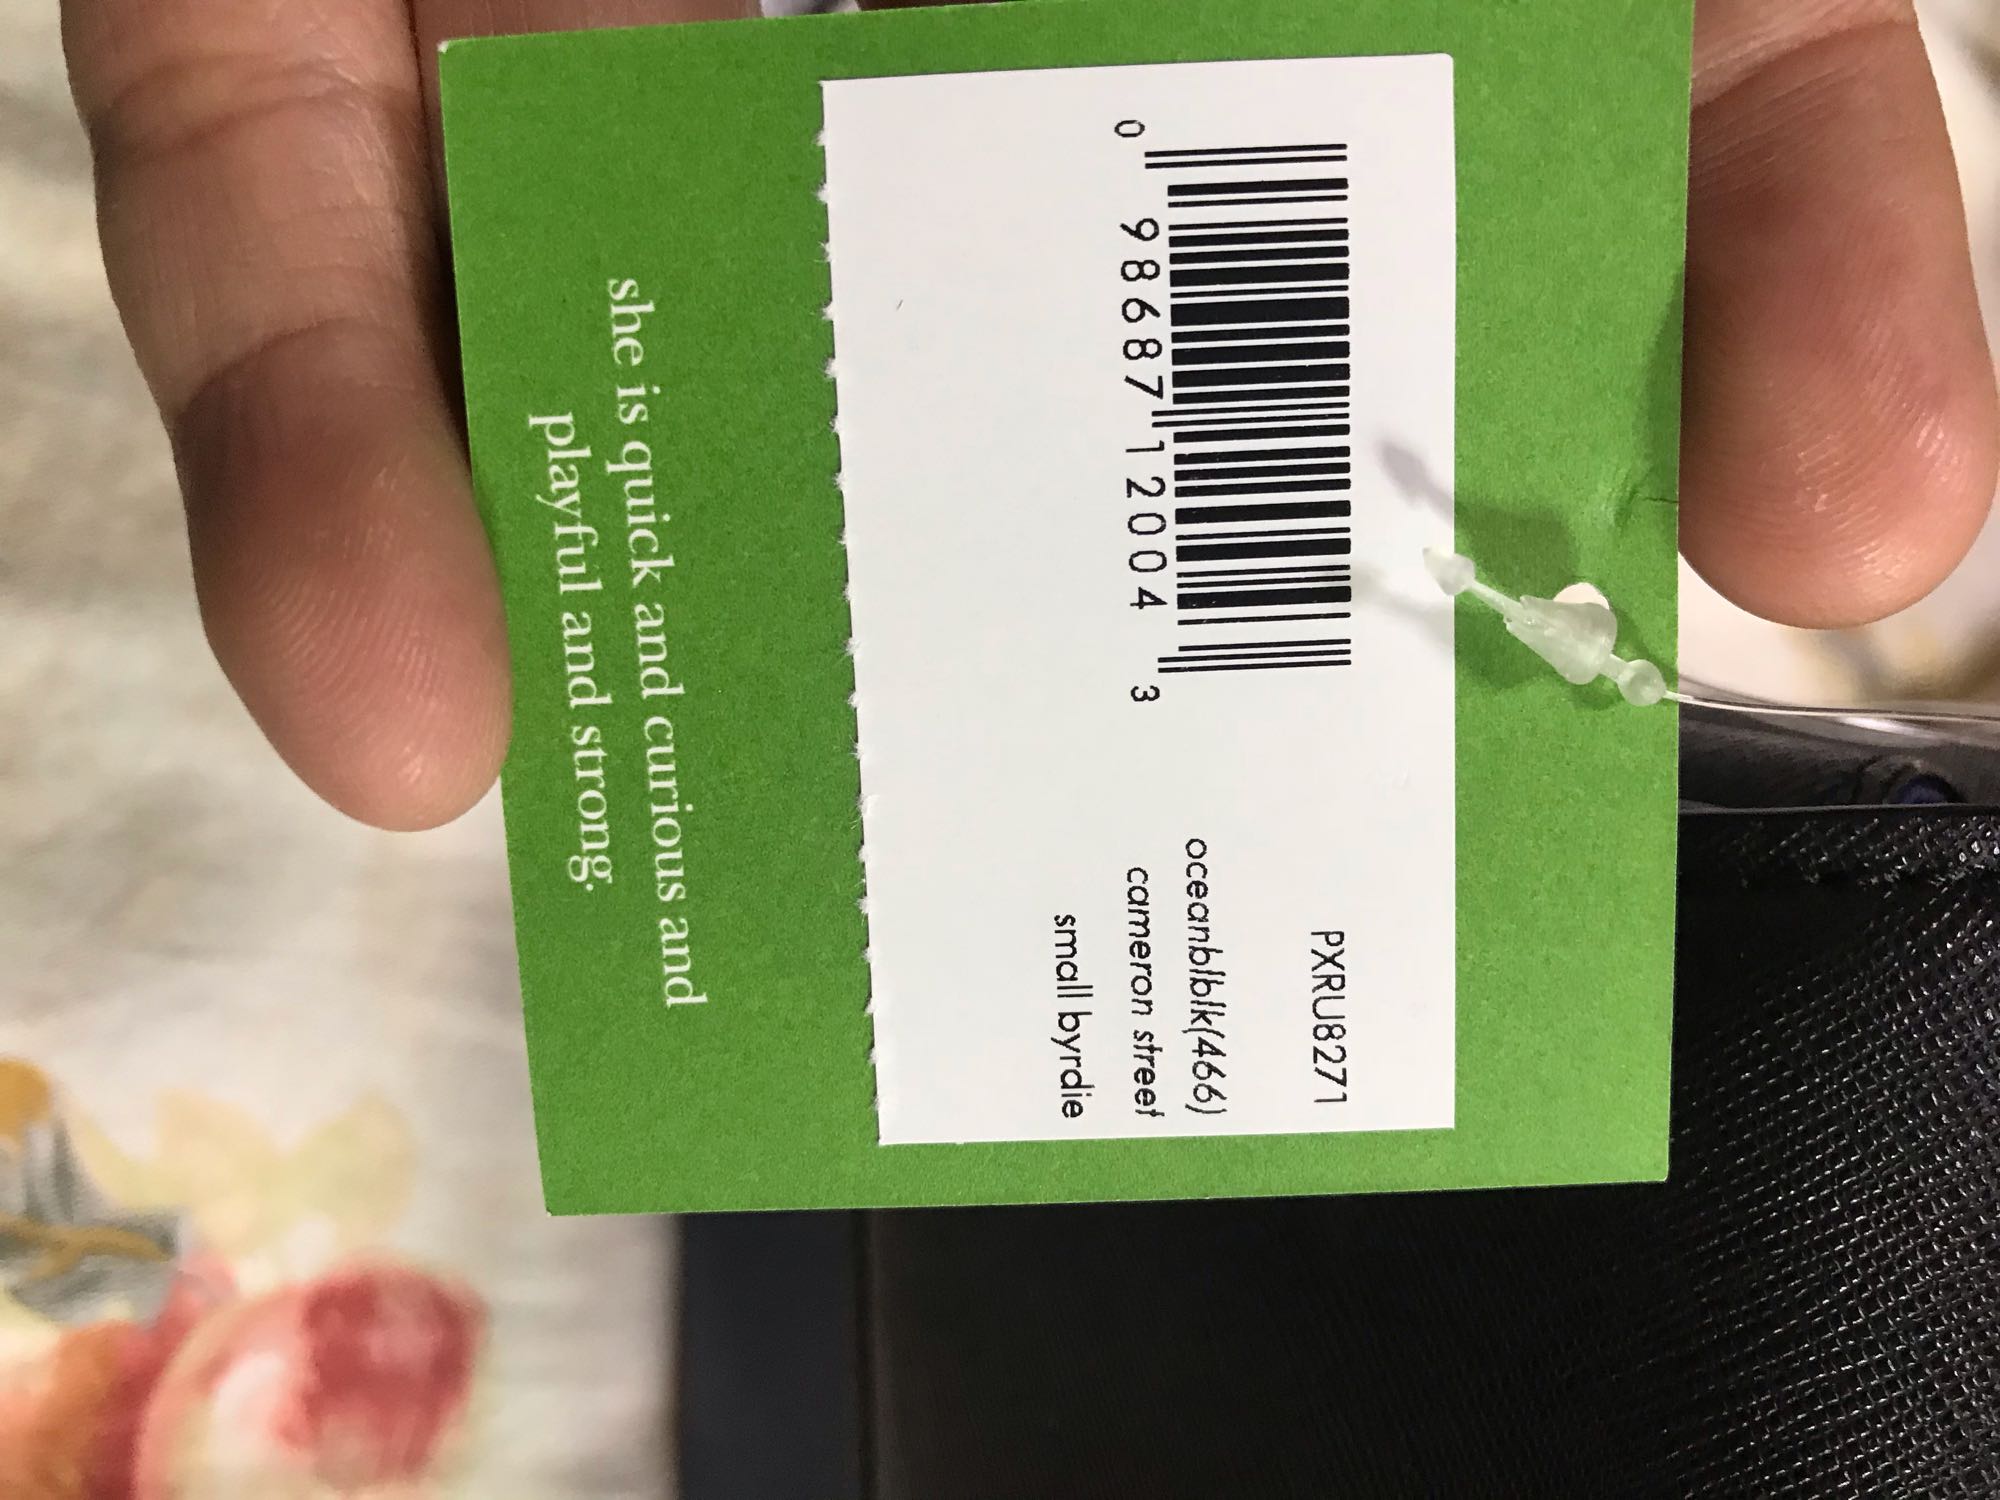 PXRU8271
oceanblblk(466)
cameron street
small byrdie
0 98687 12004 3
she is quick and curious and
playful and strong.